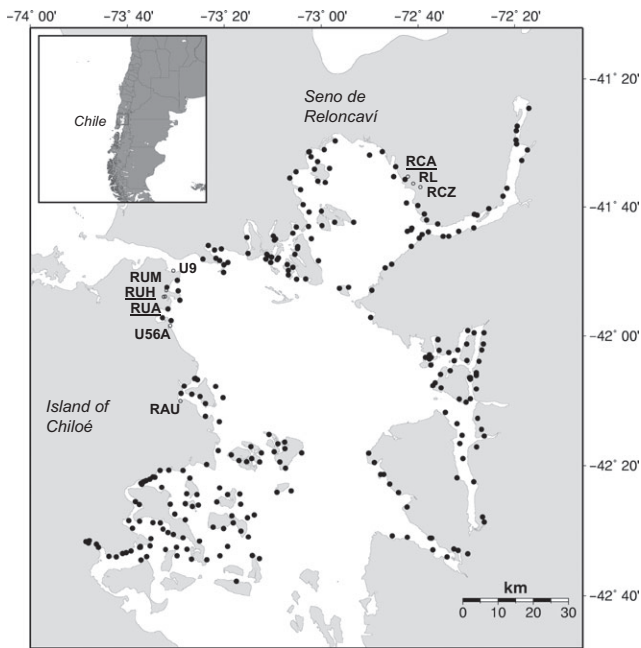 −74° 00' −73° 40' −73° 20' −73° 00' −72° 40' −72° 20'
−41° 20'
Seno de
Reloncaví
Chile
RCA
RL
RCZ
−41° 40'
U9
RUM
RUH
RUA
U56A
−42° 00'
RAU
Island of
Chiloé
−42° 20'
km
0 10 20 30
−42° 40'